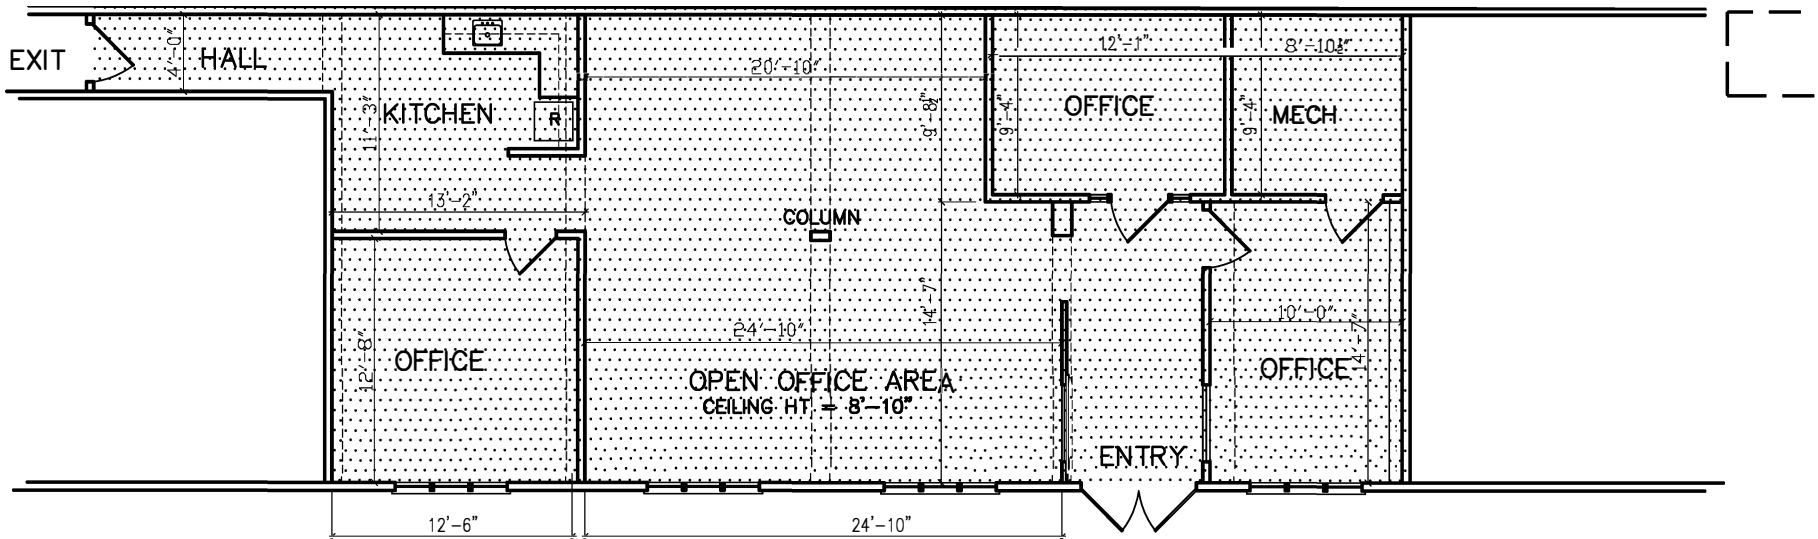 EXIT
HALL
4'-0"
KITCHEN
11'-3"
R
13'-2"
20'-10"
9'-8½"
12'-1"
OFFICE
9'-4"
8'-10½"
MECH
9'-4"
COLUMN
14'-7"
24'-10"
OFFICE
12'-8"
OPEN OFFICE AREA
CEILING HT = 8'-10"
10'-0"
14'-7"
OFFICE
ENTRY
12'-6"
24'-10"